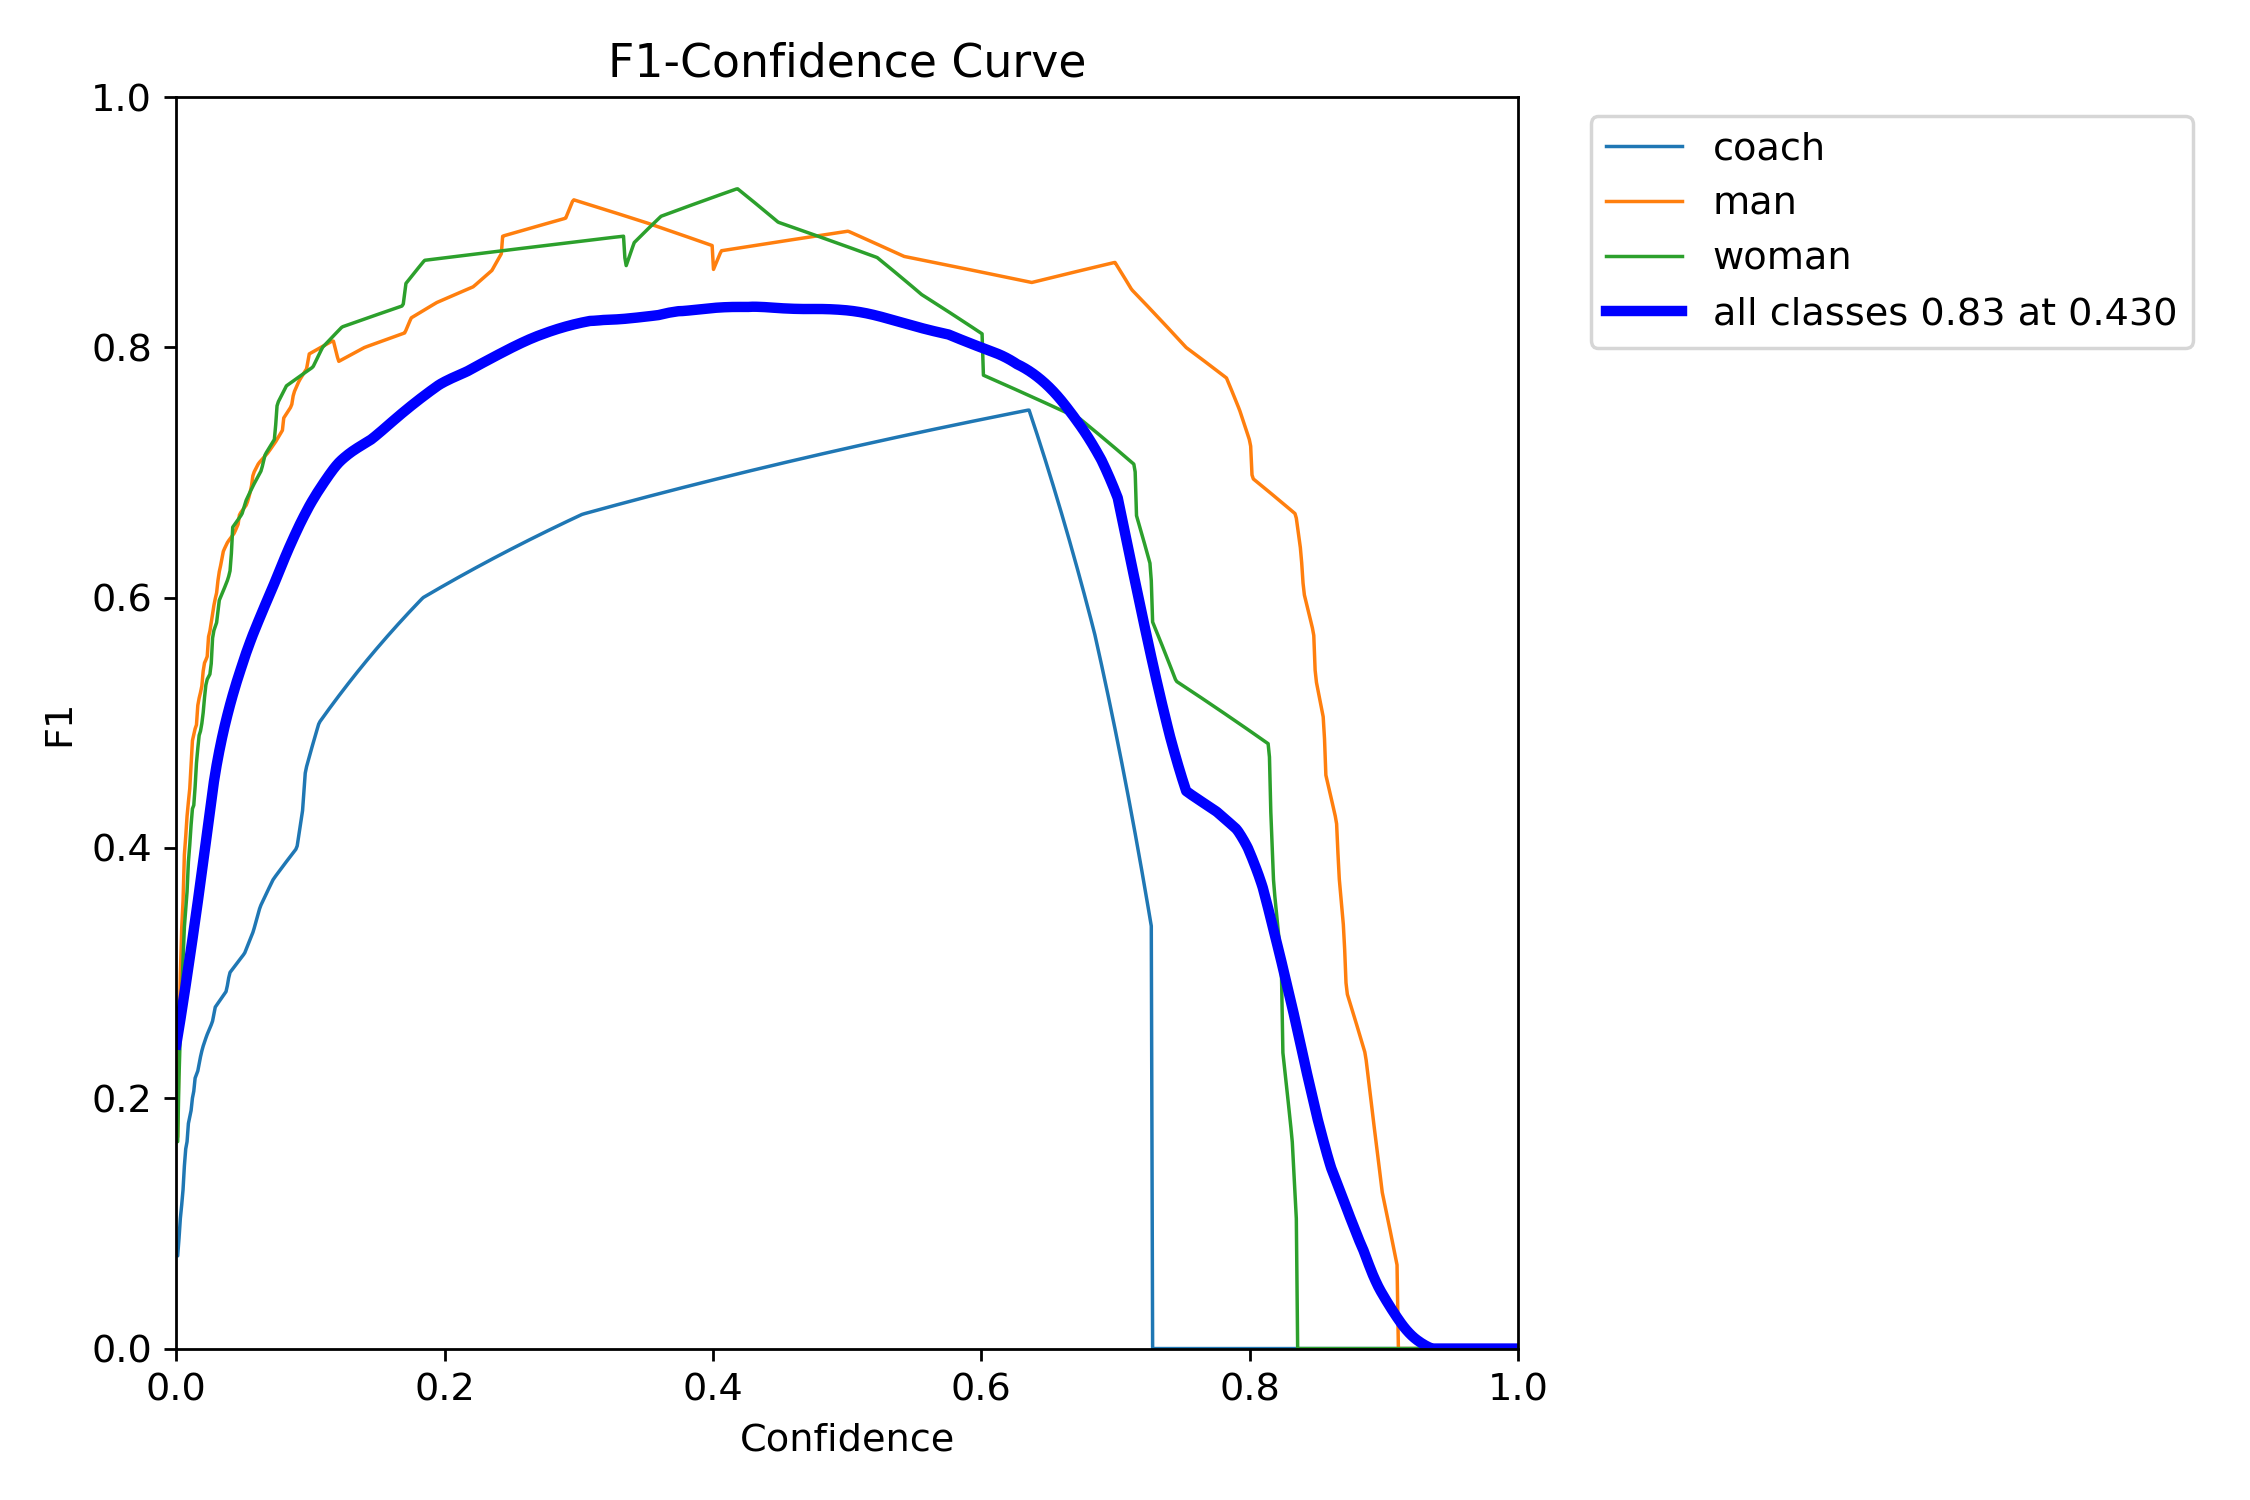 F1-Confidence Curve
1.0
0.8
0.6
0.4
0.2
0.0
F1
0.0 0.2 0.4 0.6 0.8 1.0
Confidence
coach
man
woman
all classes 0.83 at 0.430